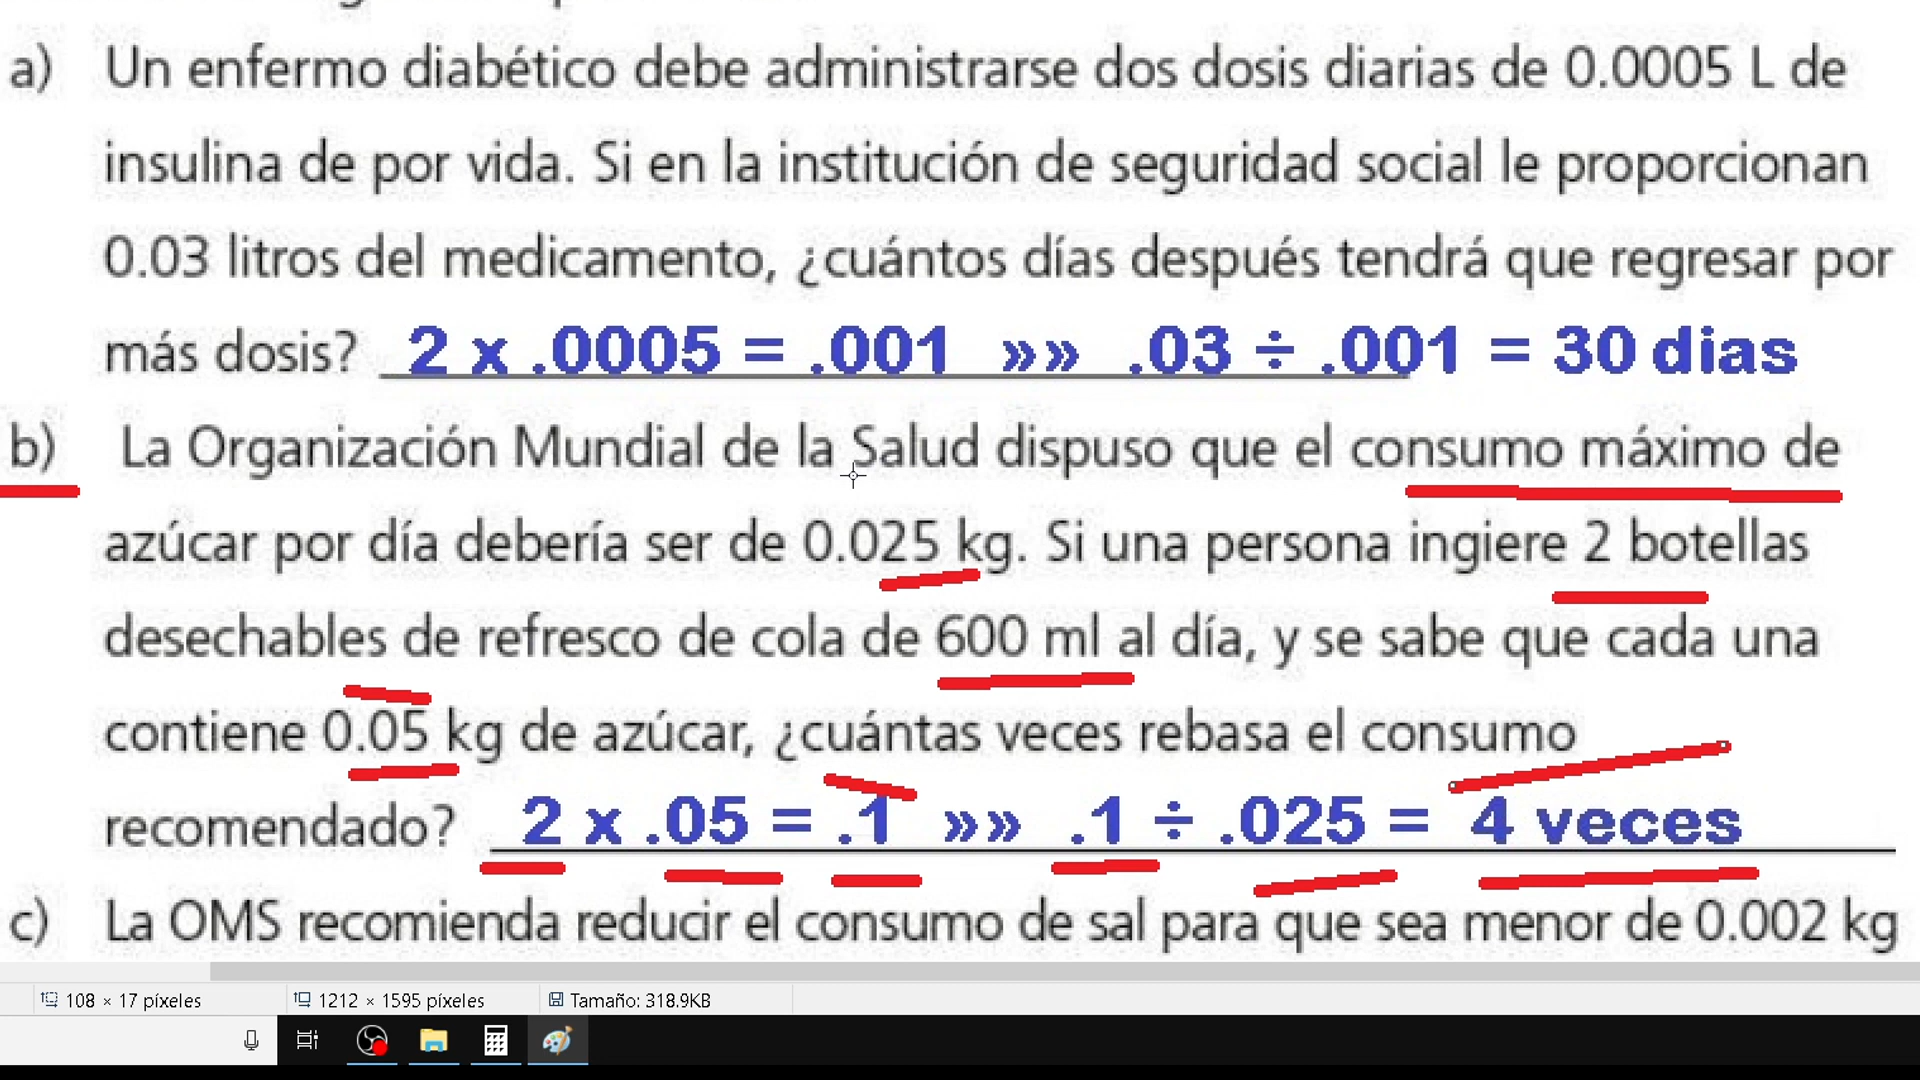 a) Un enfermo diabético debe administrarse dos dosis diarias de 0.0005 L de
insulina de por vida. Si en la institución de seguridad social le proporcionan
0.03 litros del medicamento, ¿cuántos días después tendrá que regresar por
más dosis? 2 x .0005 = .001 »» .03 ÷ .001 = 30 dias
b) La Organización Mundial de la Salud dispuso que el consumo máximo de
azúcar por día debería ser de 0.025 kg. Si una persona ingiere 2 botellas
desechables de refresco de cola de 600 ml al día, y se sabe que cada una
contiene 0.05 kg de azúcar, ¿cuántas veces rebasa el consumo
recomendado? 2 x .05 = .1 »» .1 ÷ .025 = 4 veces
c) La OMS recomienda reducir el consumo de sal para que sea menor de 0.002 kg
108 × 17 píxeles 1212 × 1595 píxeles Tamaño: 318.9KB